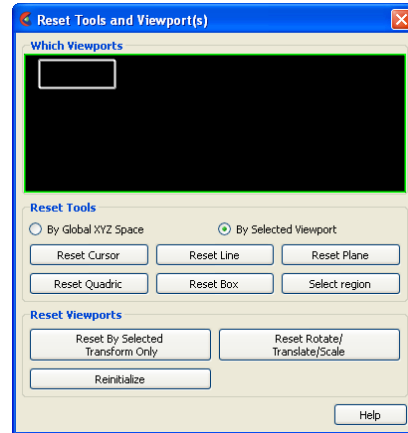 Reset Tools and Viewport(s)
Which Viewports
Reset Tools
By Global XYZ Space
By Selected Viewport
Reset Cursor
Reset Line
Reset Plane
Reset Quadric
Reset Box
Select region
Reset Viewports
Reset By Selected
Transform Only
Reset Rotate/
Translate/Scale
Reinitialize
Help